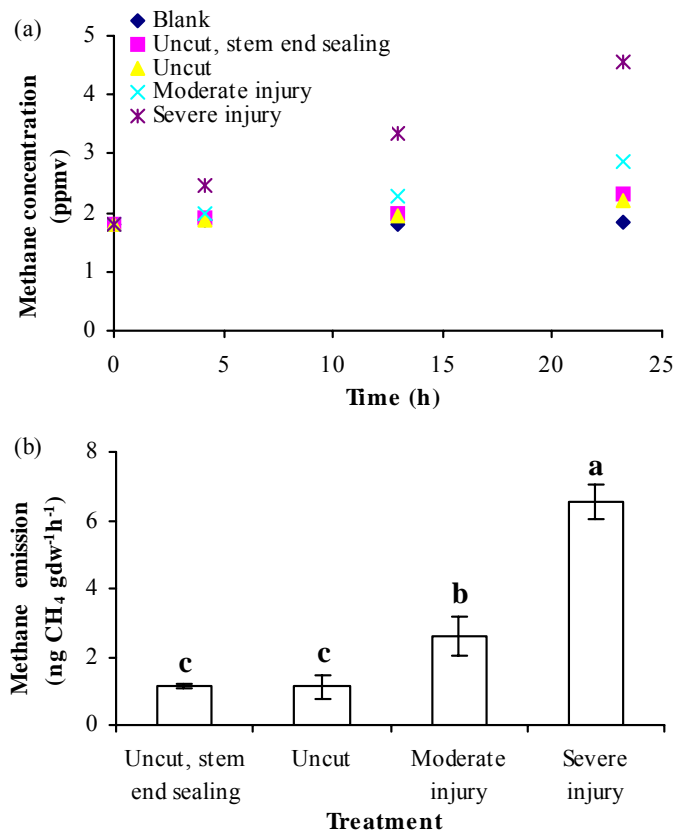 (a)
Blank
Uncut, stem end sealing
Uncut
Moderate injury
Severe injury
Methane concentration
(ppmv)
5
4
3
2
1
0
0 5 10 15 20 25
Time (h)
(b)
Methane emission
(ng CH₄ gdw⁻¹h⁻¹)
8
6
4
2
0
c c b a
Uncut, stem
end sealing
Uncut
Moderate
injury
Severe
injury
Treatment